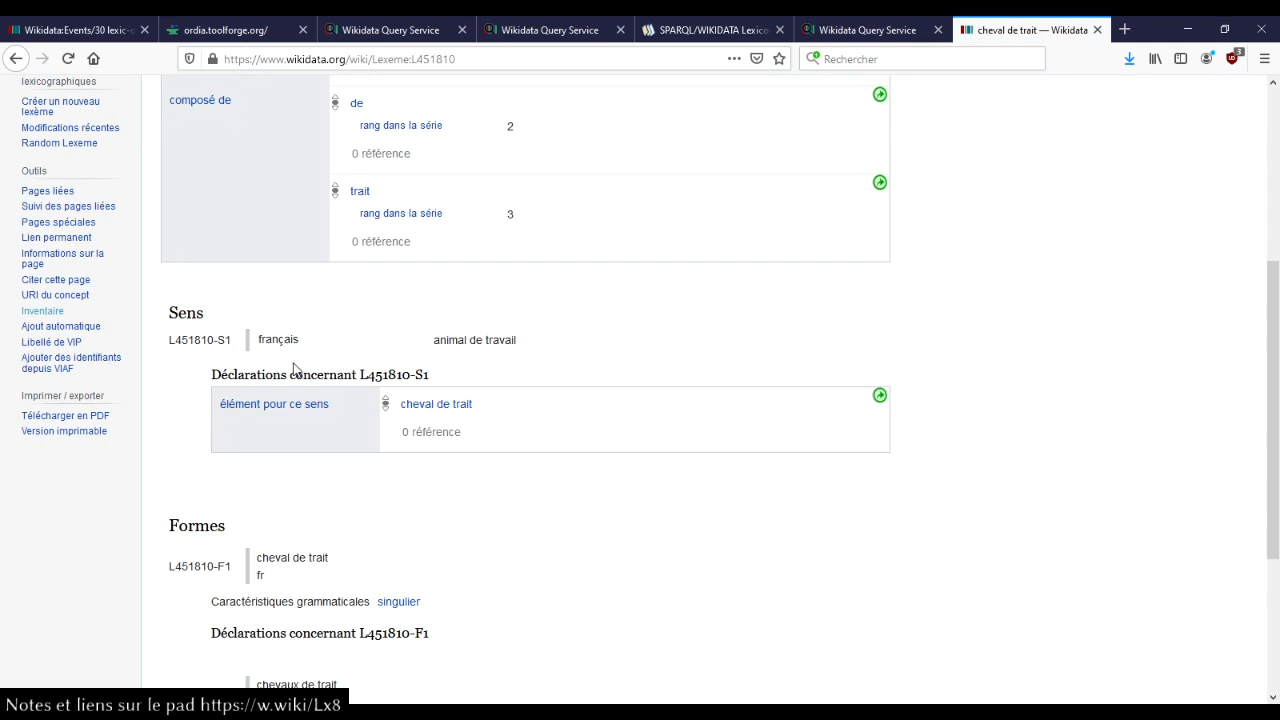 Wikidata:Events/30 lexic-o
ordia.toolforge.org/
Wikidata Query Service
Wikidata Query Service
SPARQL/WIKIDATA Lexico
Wikidata Query Service
cheval de trait — Wikidata
https://www.wikidata.org/wiki/Lexeme:L451810
Rechercher
3
lexicographiques
Créer un nouveau
lexème
Modifications récentes
Random Lexeme
Outils
Pages liées
Suivi des pages liées
Pages spéciales
Lien permanent
Informations sur la
page
Citer cette page
URI du concept
Inventaire
Ajout automatique
Libellé de VIP
Ajouter des identifiants
depuis VIAF
Imprimer / exporter
Télécharger en PDF
Version imprimable
composé de
de
rang dans la série 2
0 référence
trait
rang dans la série 3
0 référence
Sens
L451810-S1 français animal de travail
Déclarations concernant L451810-S1
élément pour ce sens cheval de trait
0 référence
Formes
L451810-F1 cheval de trait
fr
Caractéristiques grammaticales singulier
Déclarations concernant L451810-F1
chevaux de trait
Notes et liens sur le pad https://w.wiki/Lx8